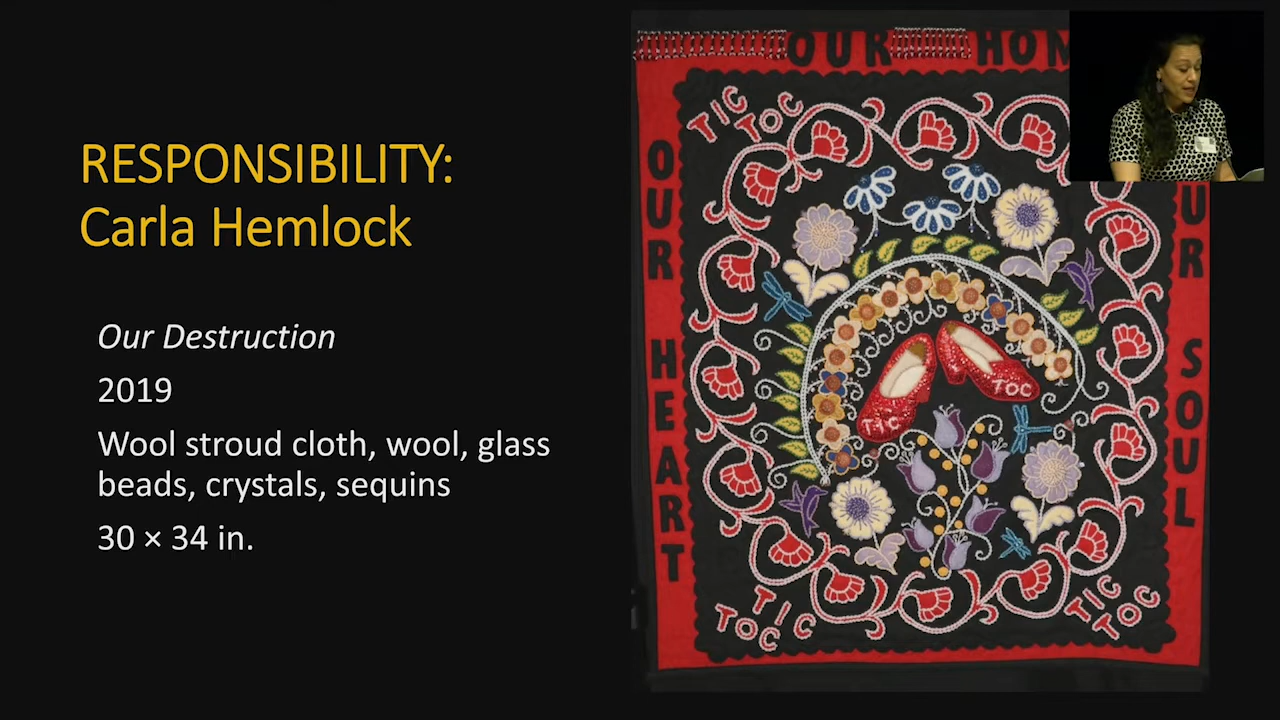 RESPONSIBILITY:
Carla Hemlock
Our Destruction
2019
Wool stroud cloth, wool, glass
beads, crystals, sequins
30 × 34 in.
OUR HOM
TIC
TOC
OUR HEART
UR SOUL
TIC
TOC
TIC
TOC
TIC
TOC